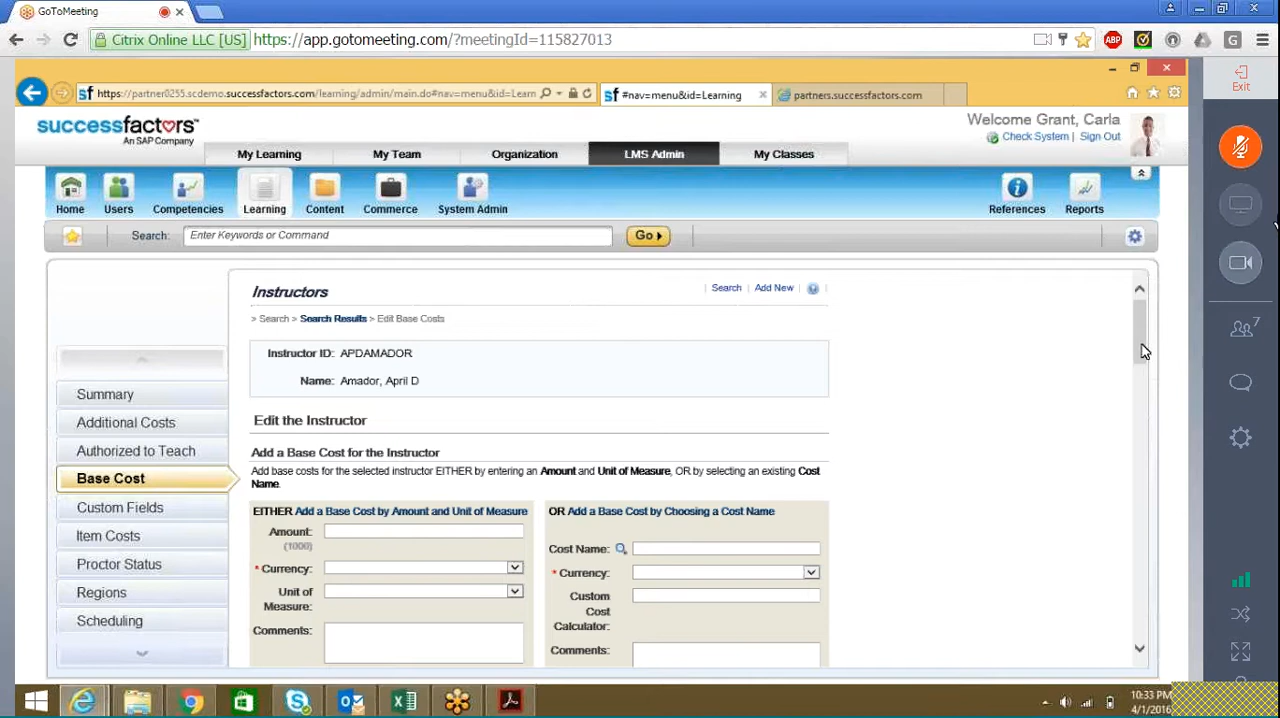 GoToMeeting
Citrix Online LLC [US] https://app.gotomeeting.com/?meetingId=115827013
ABP
G
Exit
https://partner0255.scdemo.successfactors.com/learning/admin/main.do#nav=menu&id=Learn
#nav=menu&id=Learning
partners.successfactors.com
successfactors™
An SAP Company
Welcome Grant, Carla
Check System | Sign Out
My Learning My Team Organization LMS Admin My Classes
Home Users Competencies Learning Content Commerce System Admin References Reports
Search: Enter Keywords or Command Go
Instructors
| Search | Add New |
> Search > Search Results > Edit Base Costs
Instructor ID: APDAMADOR
Name: Amador, April D
Summary
Additional Costs
Authorized to Teach
Base Cost
Custom Fields
Item Costs
Proctor Status
Regions
Scheduling
Edit the Instructor
Add a Base Cost for the Instructor
Add base costs for the selected instructor EITHER by entering an Amount and Unit of Measure, OR by selecting an existing Cost
Name.
EITHER Add a Base Cost by Amount and Unit of Measure
Amount:
(1000)
* Currency:
Unit of
Measure:
Comments:
OR Add a Base Cost by Choosing a Cost Name
Cost Name:
* Currency:
Custom
Cost
Calculator:
Comments:
7
10:33 PM
4/1/2016